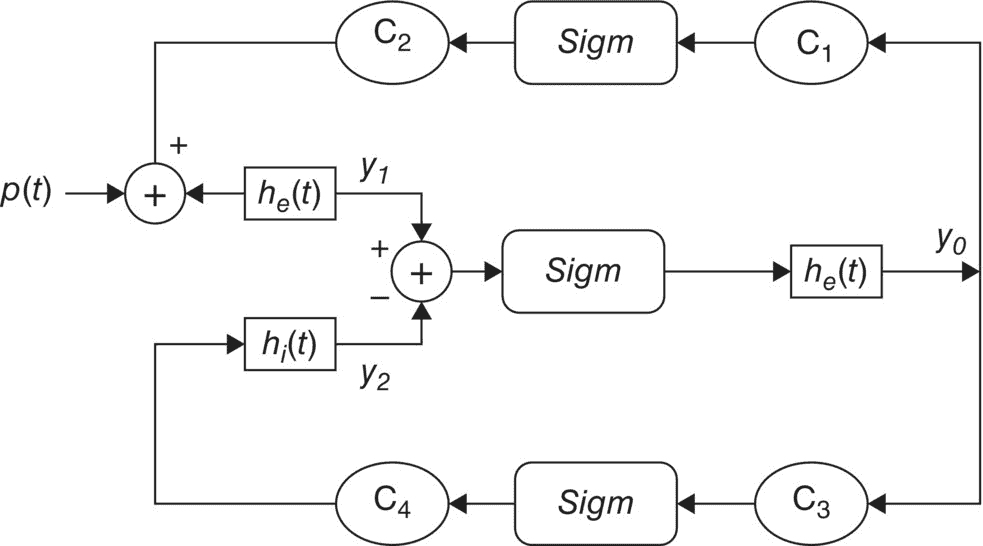 C2 Sigm C1
+
p(t) + he(t) y1
+
+ Sigm he(t) y0
−
hi(t) y2
C4 Sigm C3